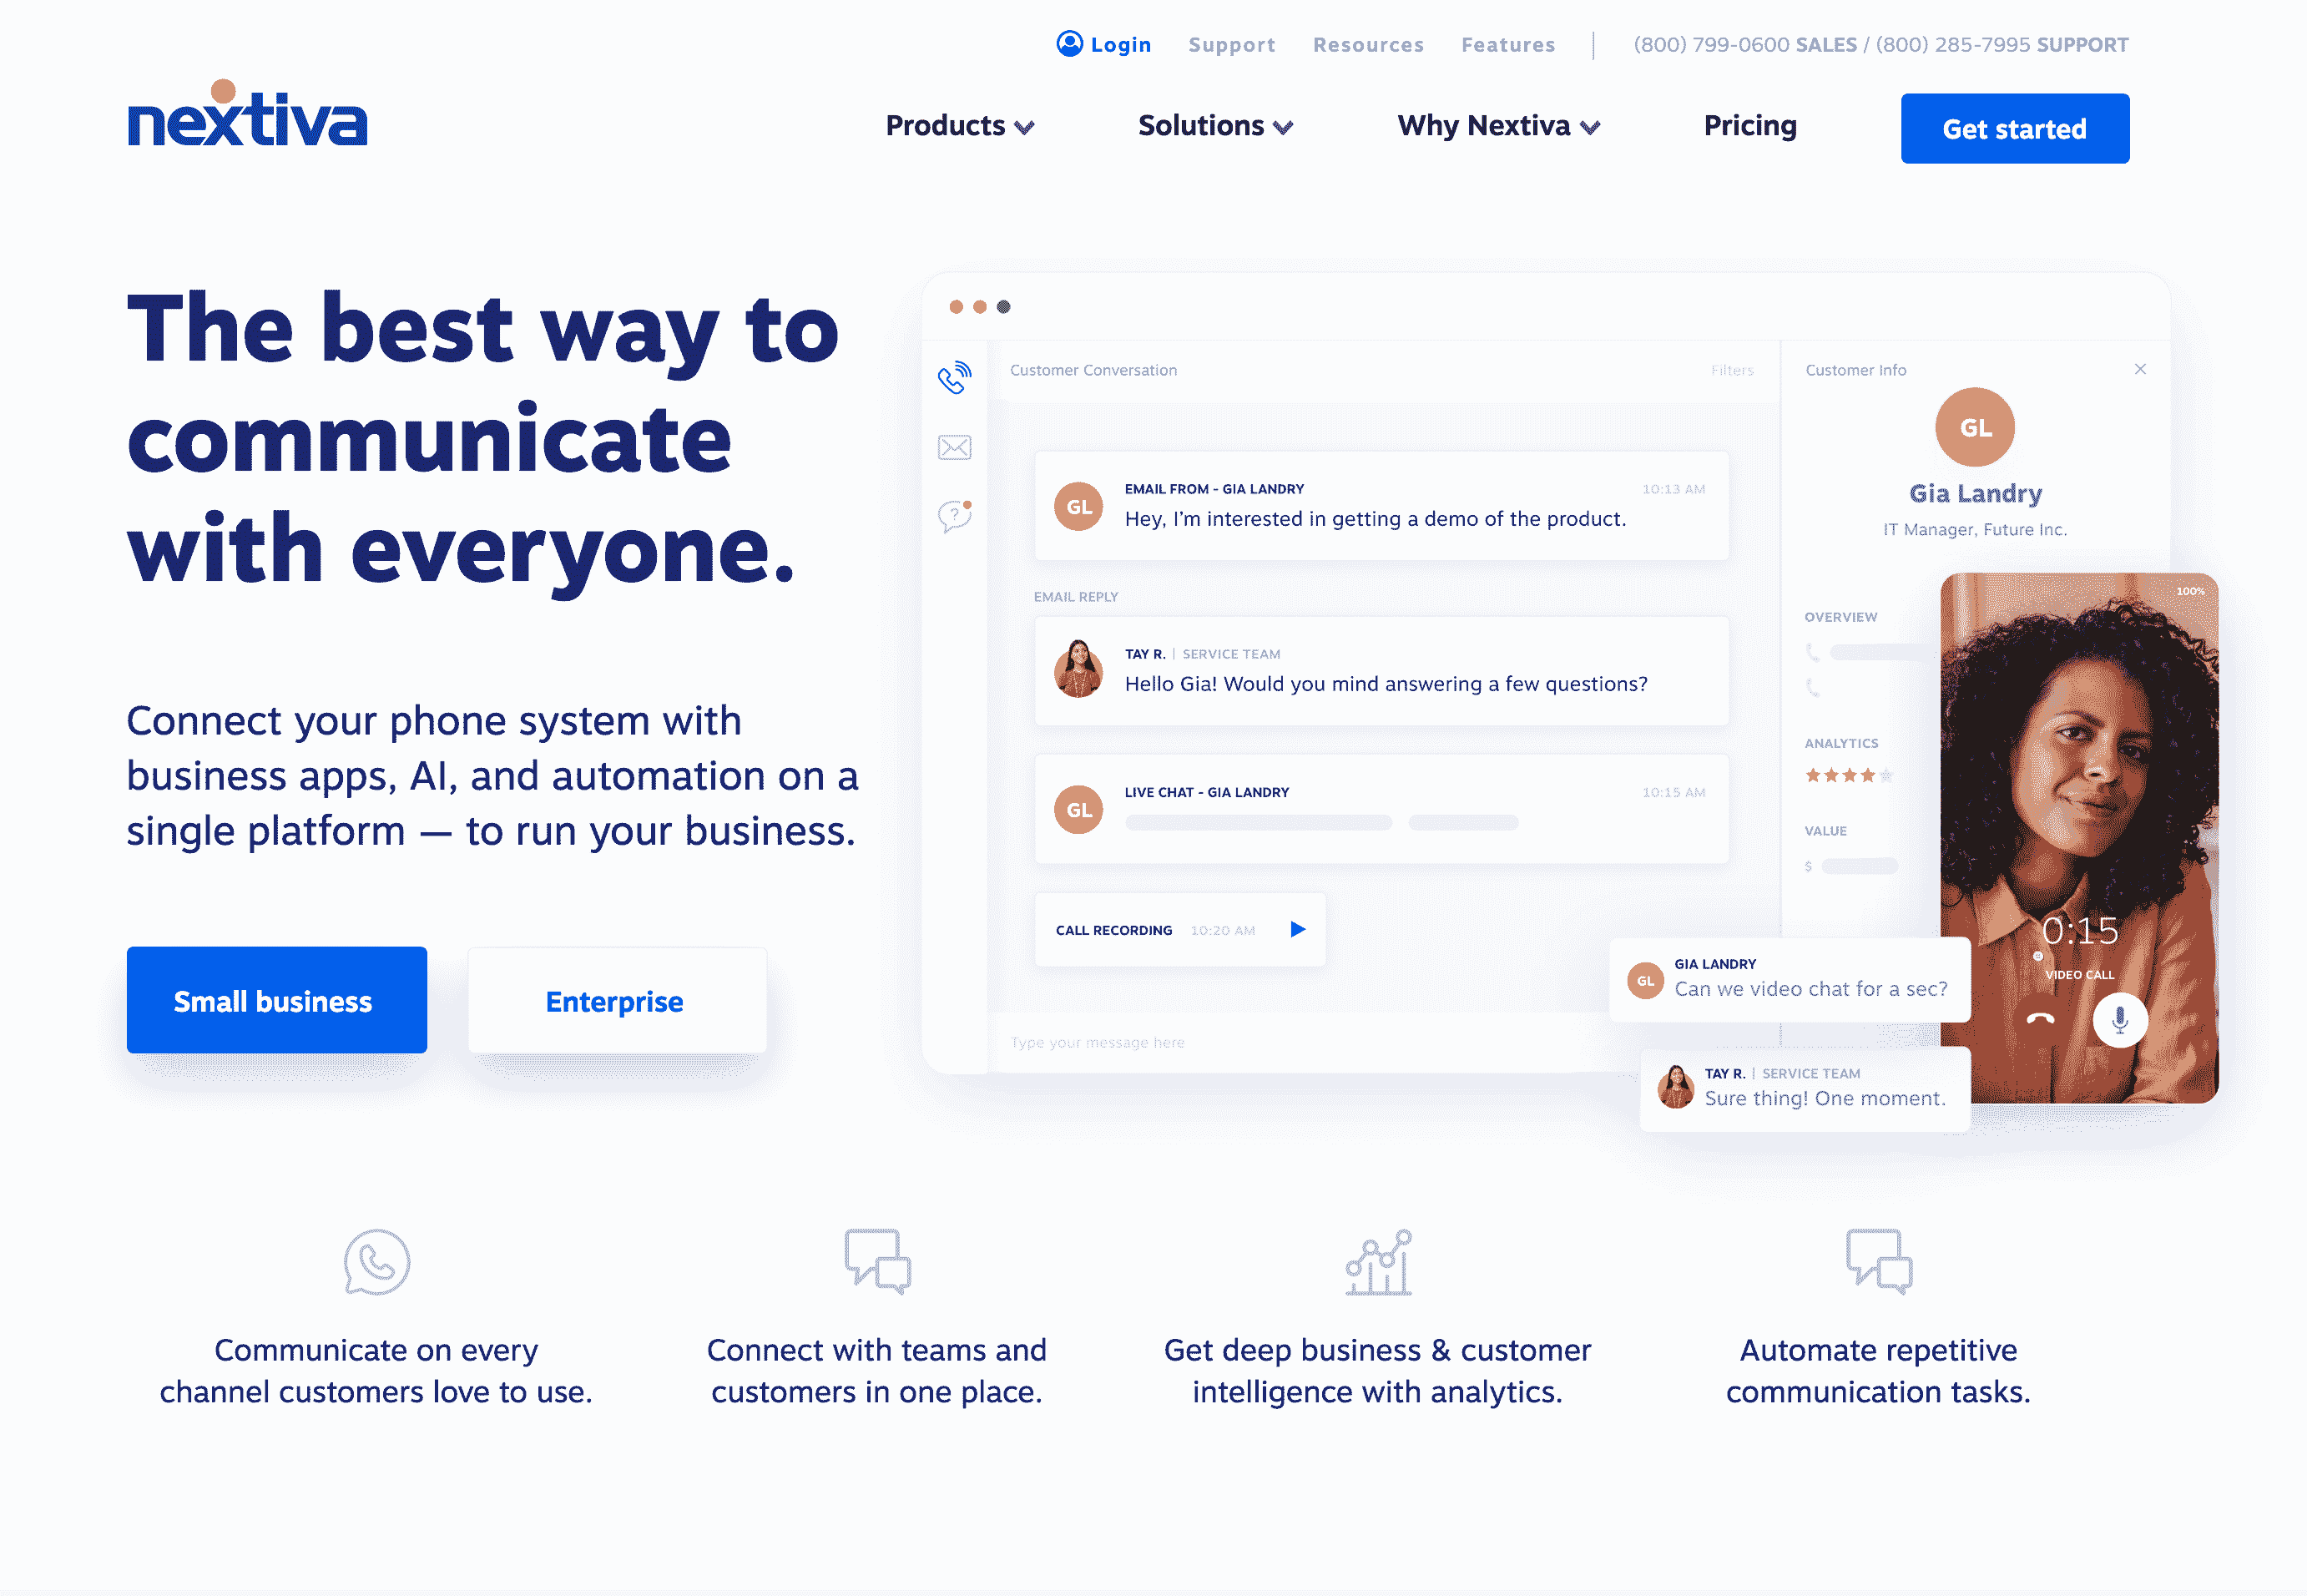 Login Support Resources Features (800) 799-0600 SALES / (800) 285-7995 SUPPORT
nextiva
Products Solutions Why Nextiva Pricing Get started
The best way to
communicate
with everyone.
Connect your phone system with
business apps, AI, and automation on a
single platform — to run your business.
Small business Enterprise
Customer Conversation Filters
GL
EMAIL FROM - GIA LANDRY 10:13 AM
Hey, I’m interested in getting a demo of the product.
EMAIL REPLY
TAY R. | SERVICE TEAM
Hello Gia! Would you mind answering a few questions?
GL
LIVE CHAT - GIA LANDRY 10:15 AM
CALL RECORDING 10:20 AM
Type your message here
Customer Info
GL
Gia Landry
IT Manager, Future Inc.
OVERVIEW
ANALYTICS
VALUE
$
100%
0:15
VIDEO CALL
GL
GIA LANDRY
Can we video chat for a sec?
TAY R. | SERVICE TEAM
Sure thing! One moment.
Communicate on every
channel customers love to use.
Connect with teams and
customers in one place.
Get deep business & customer
intelligence with analytics.
Automate repetitive
communication tasks.